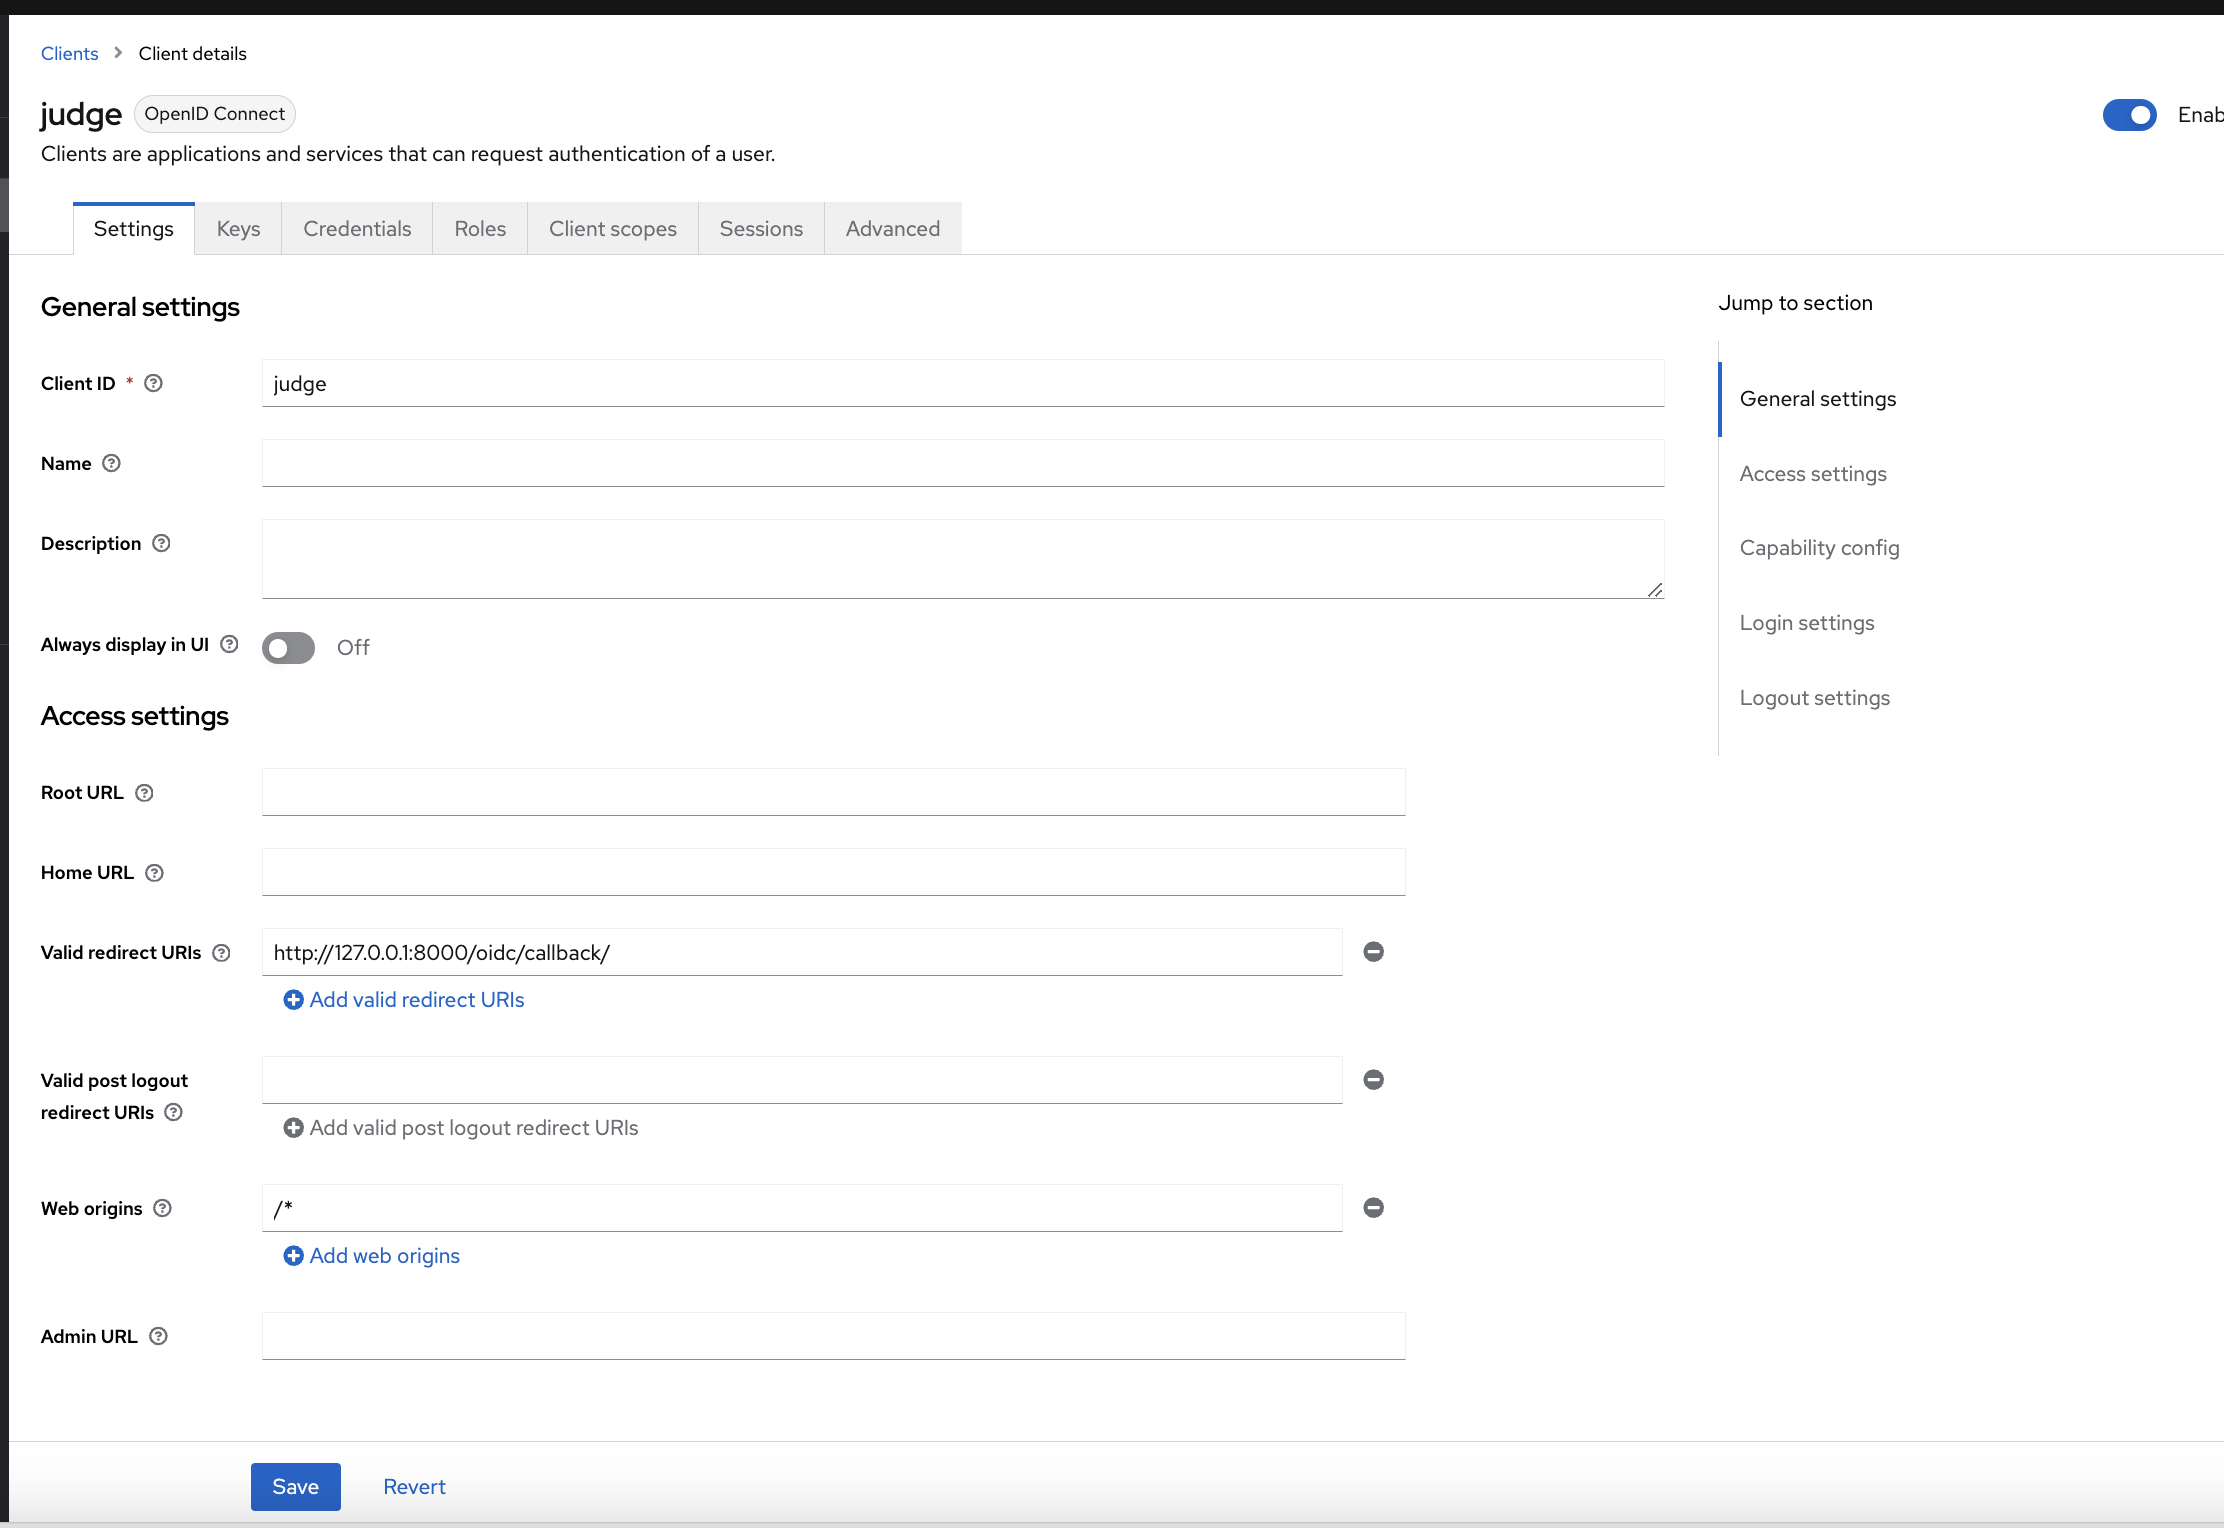 Clients > Client details
judge OpenID Connect
Enab
Clients are applications and services that can request authentication of a user.
Settings Keys Credentials Roles Client scopes Sessions Advanced
General settings
Jump to section
Client ID * judge
General settings
Name
Access settings
Description
Capability config
Always display in UI Off
Login settings
Access settings
Logout settings
Root URL
Home URL
Valid redirect URIs http://127.0.0.1:8000/oidc/callback/
Add valid redirect URIs
Valid post logout
redirect URIs
Add valid post logout redirect URIs
Web origins /*
Add web origins
Admin URL
Save Revert